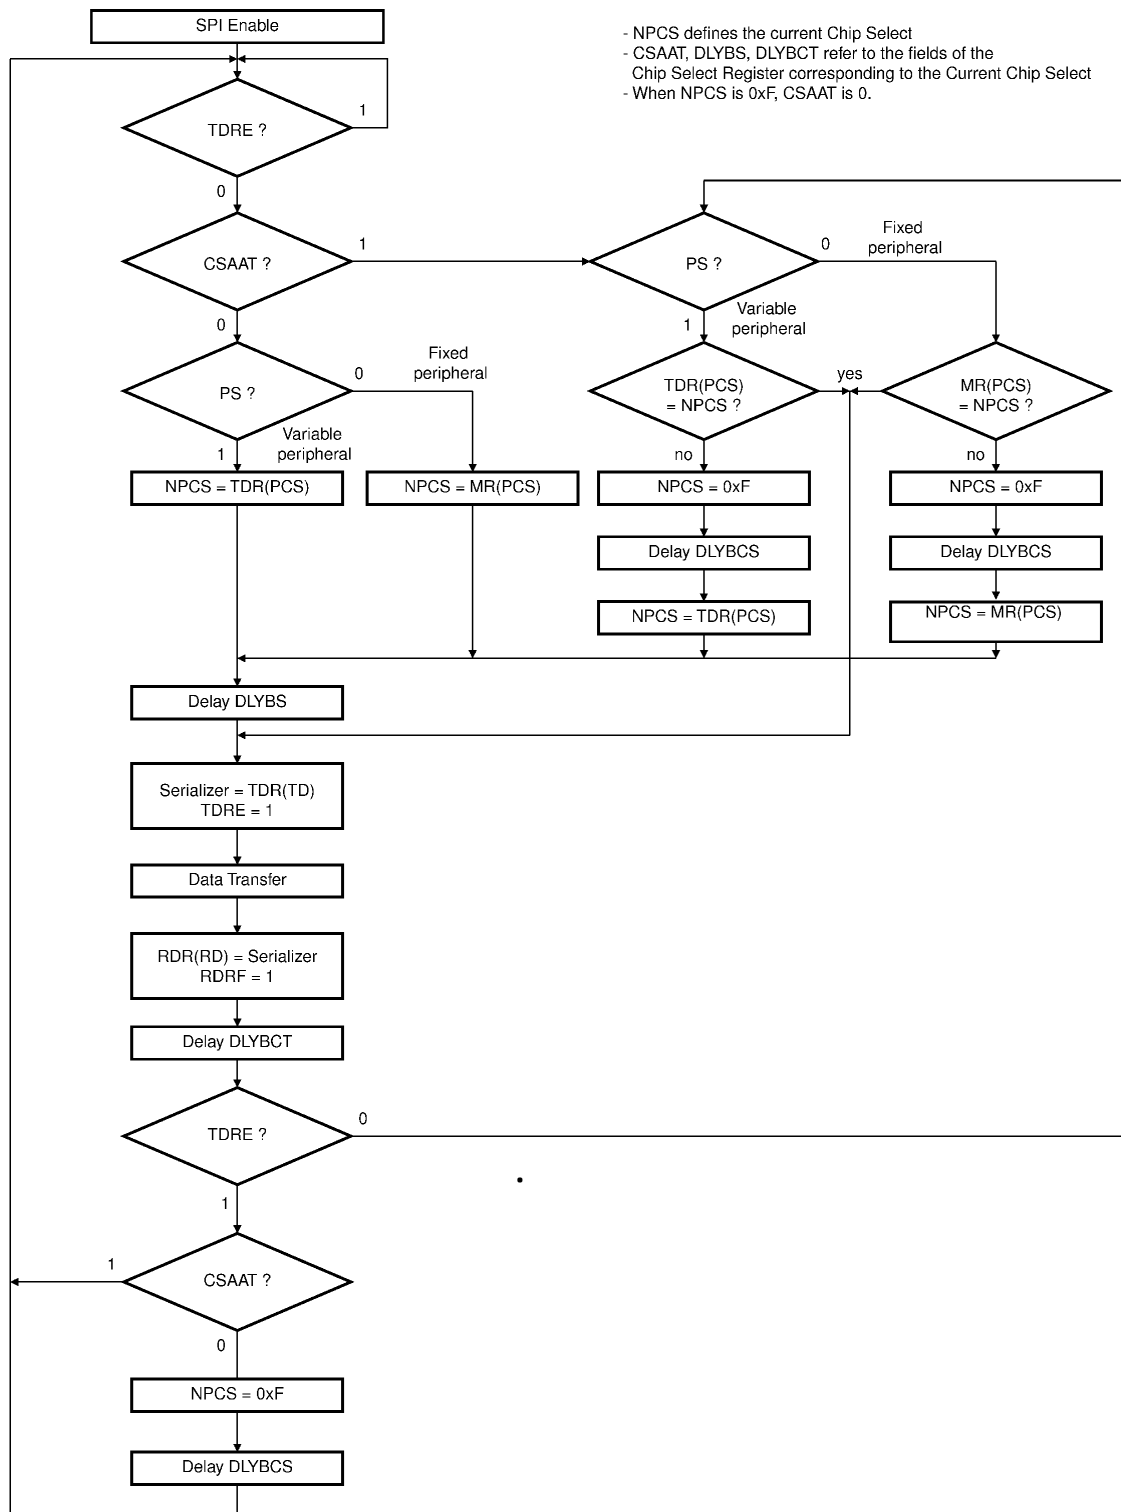 SPI Enable
- NPCS defines the current Chip Select
- CSAAT, DLYBS, DLYBCT refer to the fields of the
Chip Select Register corresponding to the Current Chip Select
- When NPCS is 0xF, CSAAT is 0.
TDRE ?
1
0
CSAAT ?
1
0
PS ?
0
Fixed
peripheral
1
Variable
peripheral
NPCS = TDR(PCS)
NPCS = MR(PCS)
PS ?
0
Fixed
peripheral
1
Variable
peripheral
TDR(PCS)
= NPCS ?
yes
MR(PCS)
= NPCS ?
no
NPCS = 0xF
Delay DLYBCS
NPCS = TDR(PCS)
no
NPCS = 0xF
Delay DLYBCS
NPCS = MR(PCS)
Delay DLYBS
Serializer = TDR(TD)
TDRE = 1
Data Transfer
RDR(RD) = Serializer
RDRF = 1
Delay DLYBCT
TDRE ?
0
1
CSAAT ?
1
0
NPCS = 0xF
Delay DLYBCS